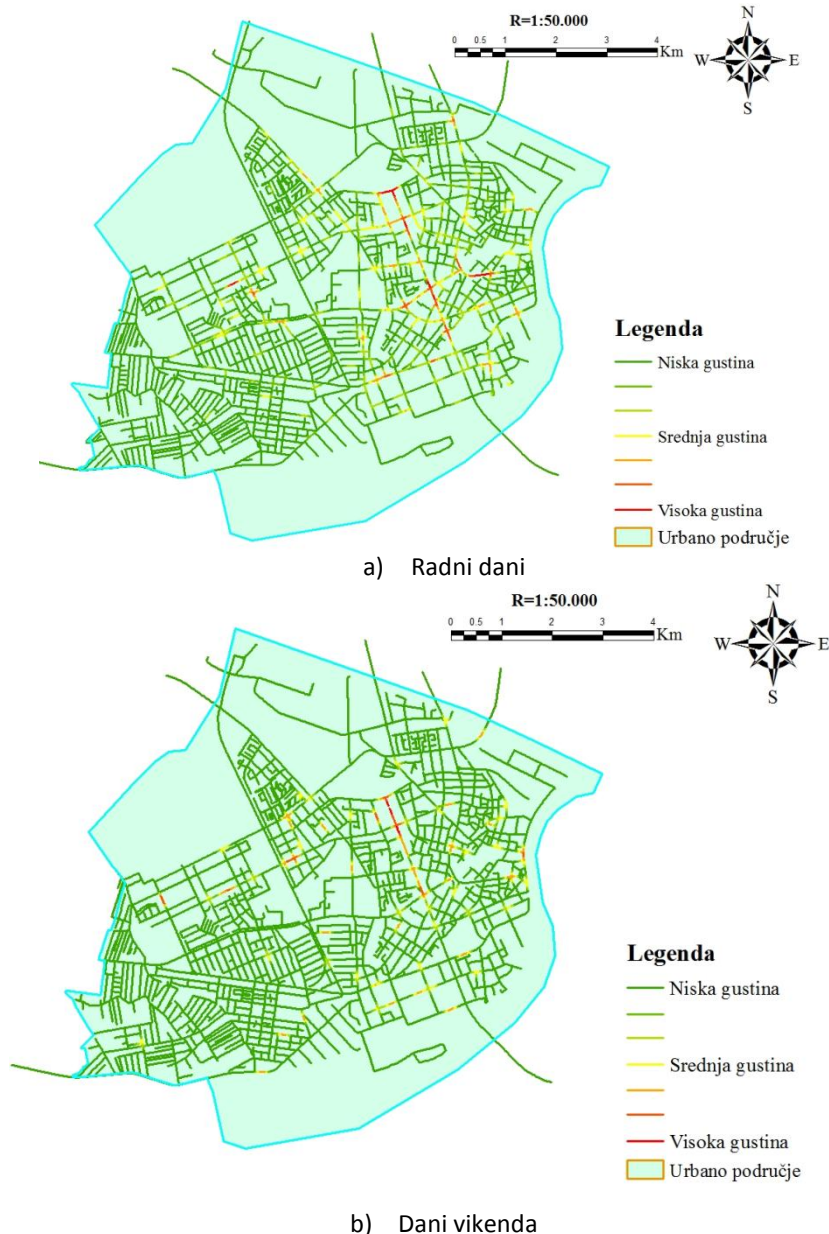 R=1:50.000
0 0.5 1 2 3 4
Km
N
W E
S
Legenda
Niska gustina
Srednja gustina
Visoka gustina
Urbano područje
a) Radni dani
R=1:50.000
0 0.5 1 2 3 4
Km
N
W E
S
Legenda
Niska gustina
Srednja gustina
Visoka gustina
Urbano područje
b) Dani vikenda